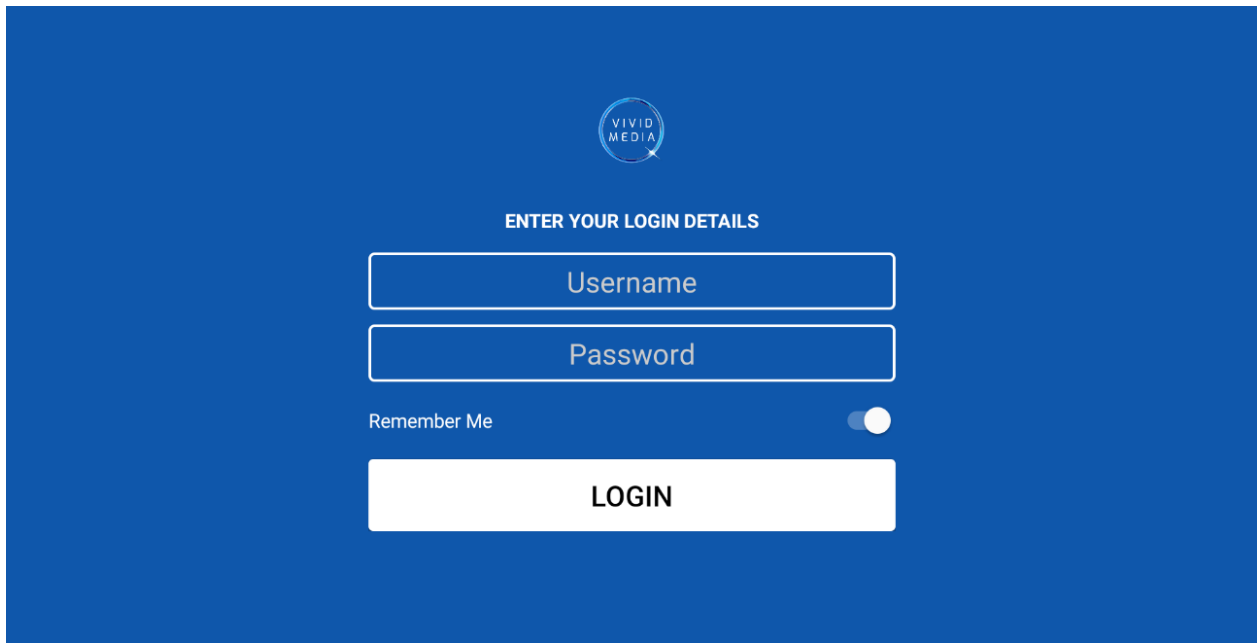 VIVID
MEDIA
ENTER YOUR LOGIN DETAILS
Username
Password
Remember Me
LOGIN